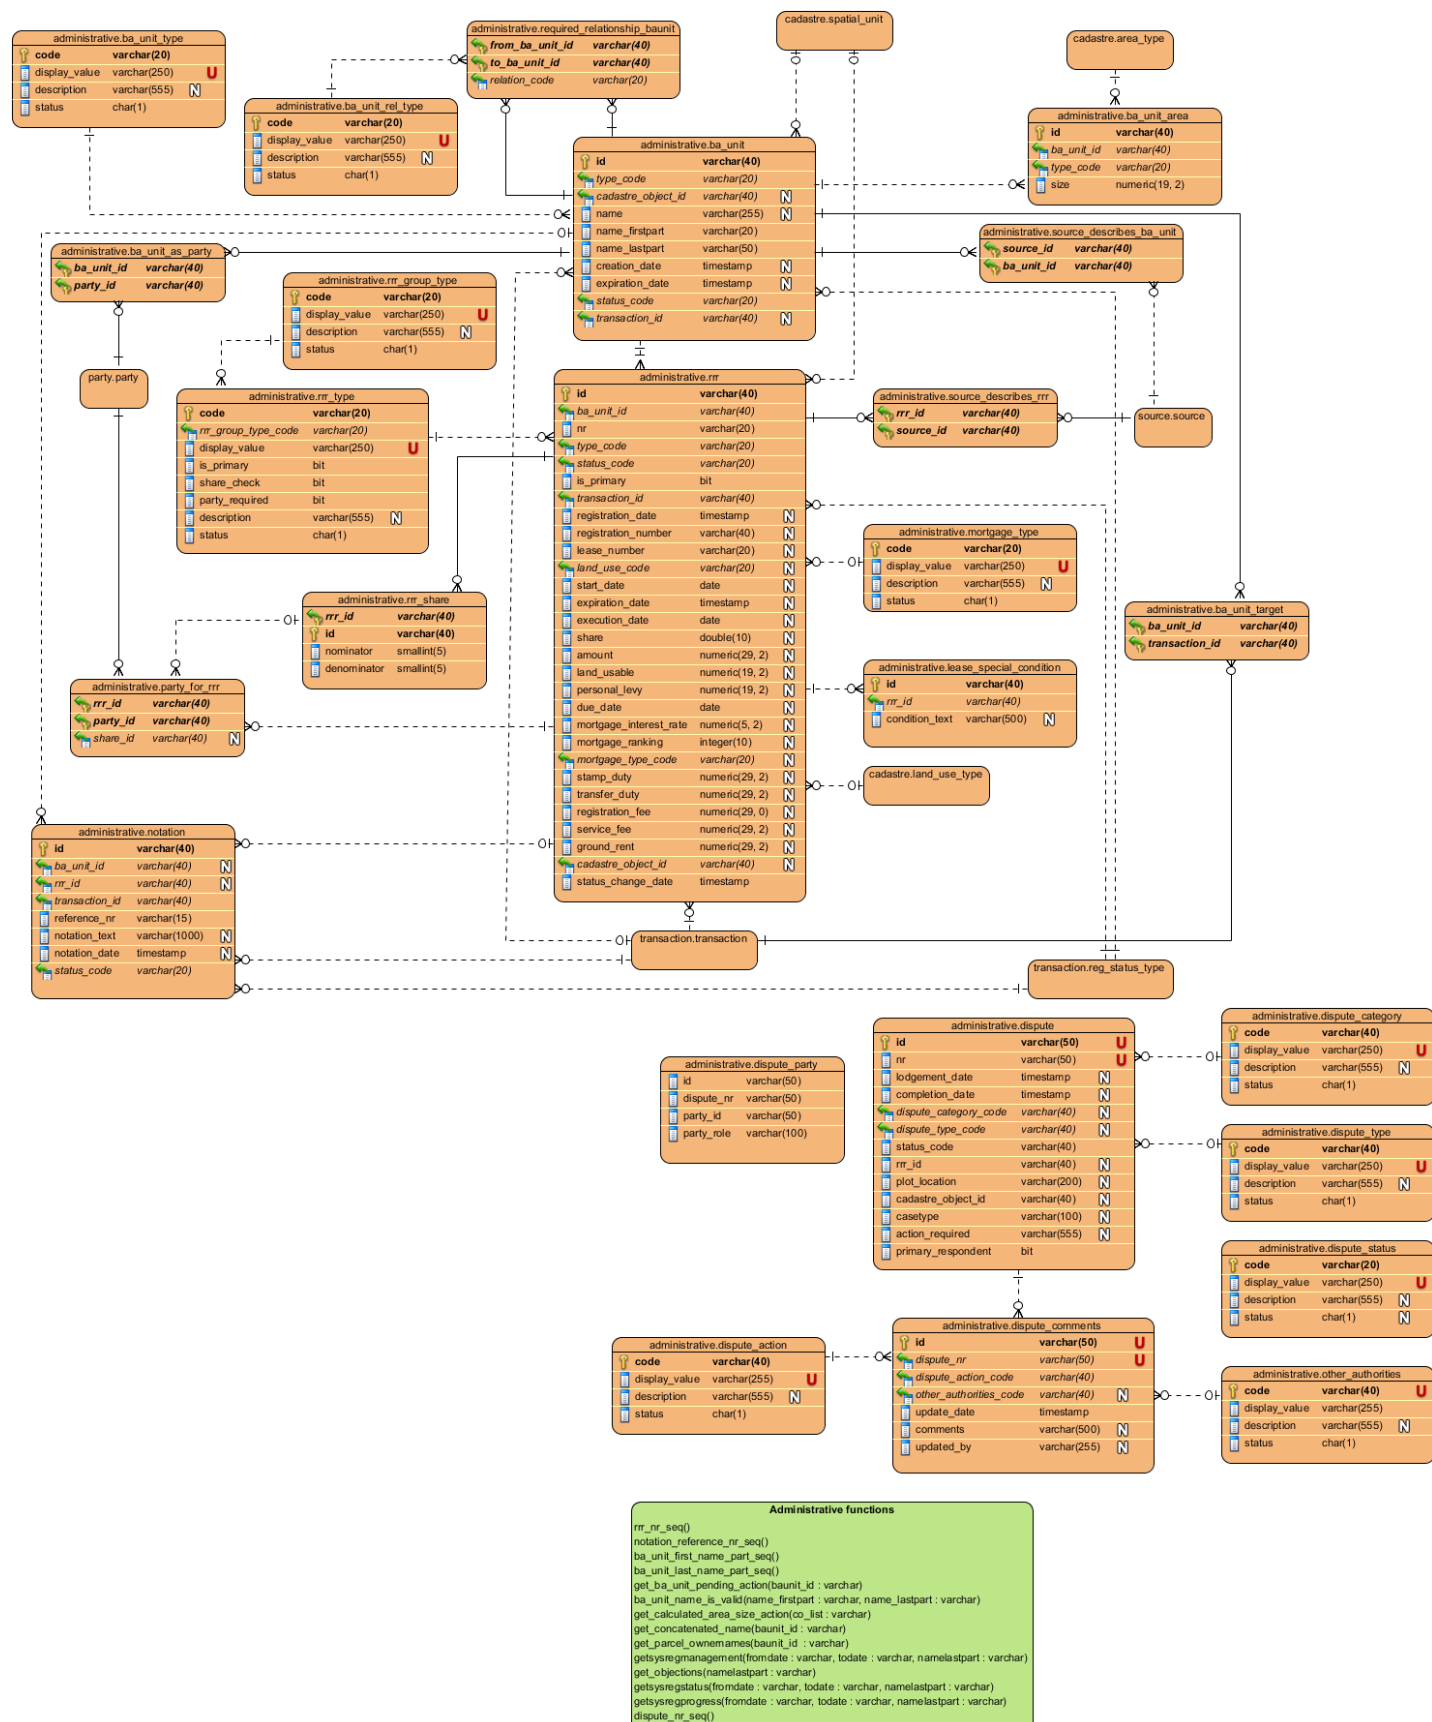 administrative.ba_unit_type
code varchar(20)
display_value varchar(250) U
description varchar(555) N
status char(1)
administrative.required_relationship_baunit
from_ba_unit_id varchar(40)
to_ba_unit_id varchar(40)
relation_code varchar(20)
cadastre.spatial_unit
cadastre.area_type
administrative.ba_unit_rel_type
code varchar(20)
display_value varchar(250) U
description varchar(555) N
status char(1)
administrative.ba_unit
id varchar(40)
type_code varchar(20)
cadastre_object_id varchar(40) N
name varchar(255) N
name_firstpart varchar(20)
name_lastpart varchar(50)
creation_date timestamp N
expiration_date timestamp N
status_code varchar(20)
transaction_id varchar(40) N
administrative.ba_unit_area
id varchar(40)
ba_unit_id varchar(40)
type_code varchar(20)
size numeric(19, 2)
administrative.source_describes_ba_unit
source_id varchar(40)
ba_unit_id varchar(40)
administrative.ba_unit_as_party
ba_unit_id varchar(40)
party_id varchar(40)
administrative.rrr_group_type
code varchar(20)
display_value varchar(250) U
description varchar(555) N
status char(1)
party.party
administrative.rrr_type
code varchar(20)
rrr_group_type_code varchar(20)
display_value varchar(250) U
is_primary bit
share_check bit
party_required bit
description varchar(555) N
status char(1)
administrative.rrr
id varchar(40)
ba_unit_id varchar(40)
nr varchar(20)
type_code varchar(20)
status_code varchar(20)
is_primary bit
transaction_id varchar(40)
registration_date timestamp N
registration_number varchar(40) N
lease_number varchar(20) N
land_use_code varchar(20) N
start_date date N
expiration_date timestamp N
execution_date date N
share double(10) N
amount numeric(29, 2) N
land_usable numeric(19, 2) N
personal_levy numeric(19, 2) N
due_date date N
mortgage_interest_rate numeric(5, 2) N
mortgage_ranking integer(10) N
mortgage_type_code varchar(20) N
stamp_duty numeric(29, 2) N
transfer_duty numeric(29, 2) N
registration_fee numeric(29, 0) N
service_fee numeric(29, 2) N
ground_rent numeric(29, 2) N
cadastre_object_id varchar(40) N
status_change_date timestamp
administrative.source_describes_rrr
rrr_id varchar(40)
source_id varchar(40)
source.source
administrative.mortgage_type
code varchar(20)
display_value varchar(250) U
description varchar(555) N
status char(1)
administrative.rrr_share
rrr_id varchar(40)
id varchar(40)
nominator smallint(5)
denominator smallint(5)
administrative.ba_unit_target
ba_unit_id varchar(40)
transaction_id varchar(40)
administrative.party_for_rrr
rrr_id varchar(40)
party_id varchar(40)
share_id varchar(40) N
administrative.lease_special_condition
id varchar(40)
rrr_id varchar(40)
condition_text varchar(500) N
cadastre.land_use_type
administrative.notation
id varchar(40)
ba_unit_id varchar(40) N
rrr_id varchar(40) N
transaction_id varchar(40)
reference_nr varchar(15)
notation_text varchar(1000) N
notation_date timestamp N
status_code varchar(20)
transaction.transaction
transaction.reg_status_type
administrative.dispute_party
id varchar(50)
dispute_nr varchar(50)
party_id varchar(50)
party_role varchar(100)
administrative.dispute
id varchar(50) U
nr varchar(50) U
lodgement_date timestamp N
completion_date timestamp N
dispute_category_code varchar(40) N
dispute_type_code varchar(40) N
status_code varchar(40)
rrr_id varchar(40) N
plot_location varchar(200) N
cadastre_object_id varchar(40) N
casetype varchar(100) N
action_required varchar(555) N
primary_respondent bit
administrative.dispute_category
code varchar(40)
display_value varchar(250) U
description varchar(555) N
status char(1)
administrative.dispute_type
code varchar(40)
display_value varchar(250) U
description varchar(555) N
status char(1)
administrative.dispute_status
code varchar(20)
display_value varchar(250) U
description varchar(555) N
status char(1) N
administrative.dispute_action
code varchar(40)
display_value varchar(255) U
description varchar(555) N
status char(1)
administrative.dispute_comments
id varchar(50) U
dispute_nr varchar(50) U
dispute_action_code varchar(40)
other_authorities_code varchar(40) N
update_date timestamp
comments varchar(500) N
updated_by varchar(255) N
administrative.other_authorities
code varchar(40) U
display_value varchar(255)
description varchar(555) N
status char(1)
Administrative functions
rrr_nr_seq()
notation_reference_nr_seq()
ba_unit_first_name_part_seq()
ba_unit_last_name_part_seq()
get_ba_unit_pending_action(baunit_id : varchar)
ba_unit_name_is_valid(name_firstpart : varchar, name_lastpart : varchar)
get_calculated_area_size_action(co_list : varchar)
get_concatenated_name(baunit_id : varchar)
get_parcel_ownernames(baunit_id : varchar)
getsysregmanagement(fromdate : varchar, todate : varchar, namelastpart : varchar)
get_objections(namelastpart : varchar)
getsysregstatus(fromdate : varchar, todate : varchar, namelastpart : varchar)
getsysregprogress(fromdate : varchar, todate : varchar, namelastpart : varchar)
dispute_nr_seq()